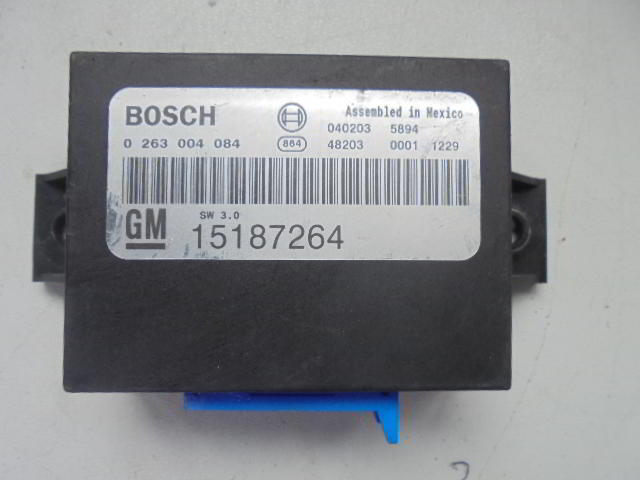 BOSCH
Assembled in Mexico
040203 5894
0 263 004 084
864
48203 0001 1229
GM
SW 3.0
15187264